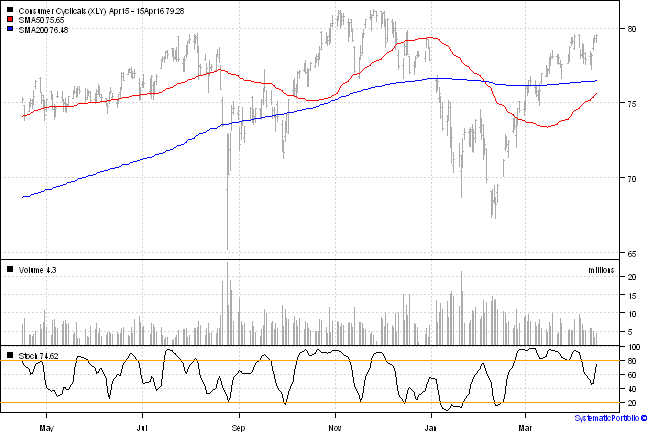 Consumer Cyclicals (XLY) Apr15 - 15Apr16 79.28
SMA50 75.65
SMA200 76.48
80
75
70
65
Volume 4.3
millions
20
15
10
5
Stoch 74.62
100
80
60
40
20
May Jul Sep Nov Jan Mar
SystematicPortfolio ©